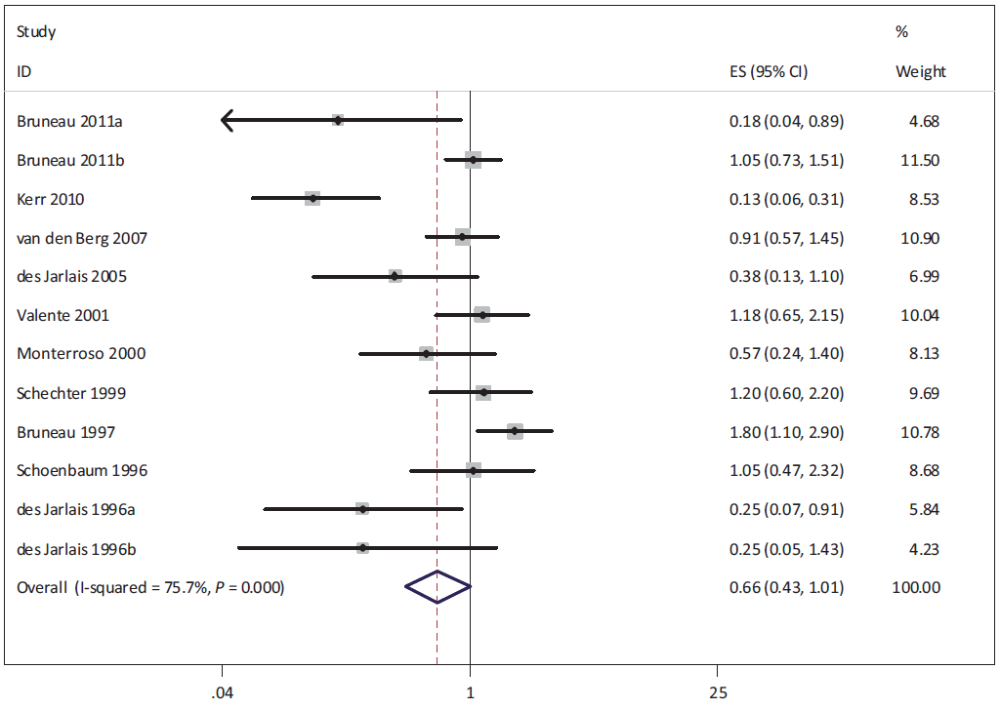 Study %
ID ES (95% CI) Weight
Bruneau 2011a 0.18 (0.04, 0.89) 4.68
Bruneau 2011b 1.05 (0.73, 1.51) 11.50
Kerr 2010 0.13 (0.06, 0.31) 8.53
van den Berg 2007 0.91 (0.57, 1.45) 10.90
des Jarlais 2005 0.38 (0.13, 1.10) 6.99
Valente 2001 1.18 (0.65, 2.15) 10.04
Monterroso 2000 0.57 (0.24, 1.40) 8.13
Schechter 1999 1.20 (0.60, 2.20) 9.69
Bruneau 1997 1.80 (1.10, 2.90) 10.78
Schoenbaum 1996 1.05 (0.47, 2.32) 8.68
des Jarlais 1996a 0.25 (0.07, 0.91) 5.84
des Jarlais 1996b 0.25 (0.05, 1.43) 4.23
Overall (I-squared = 75.7%, P = 0.000) 0.66 (0.43, 1.01) 100.00
.04 1 25